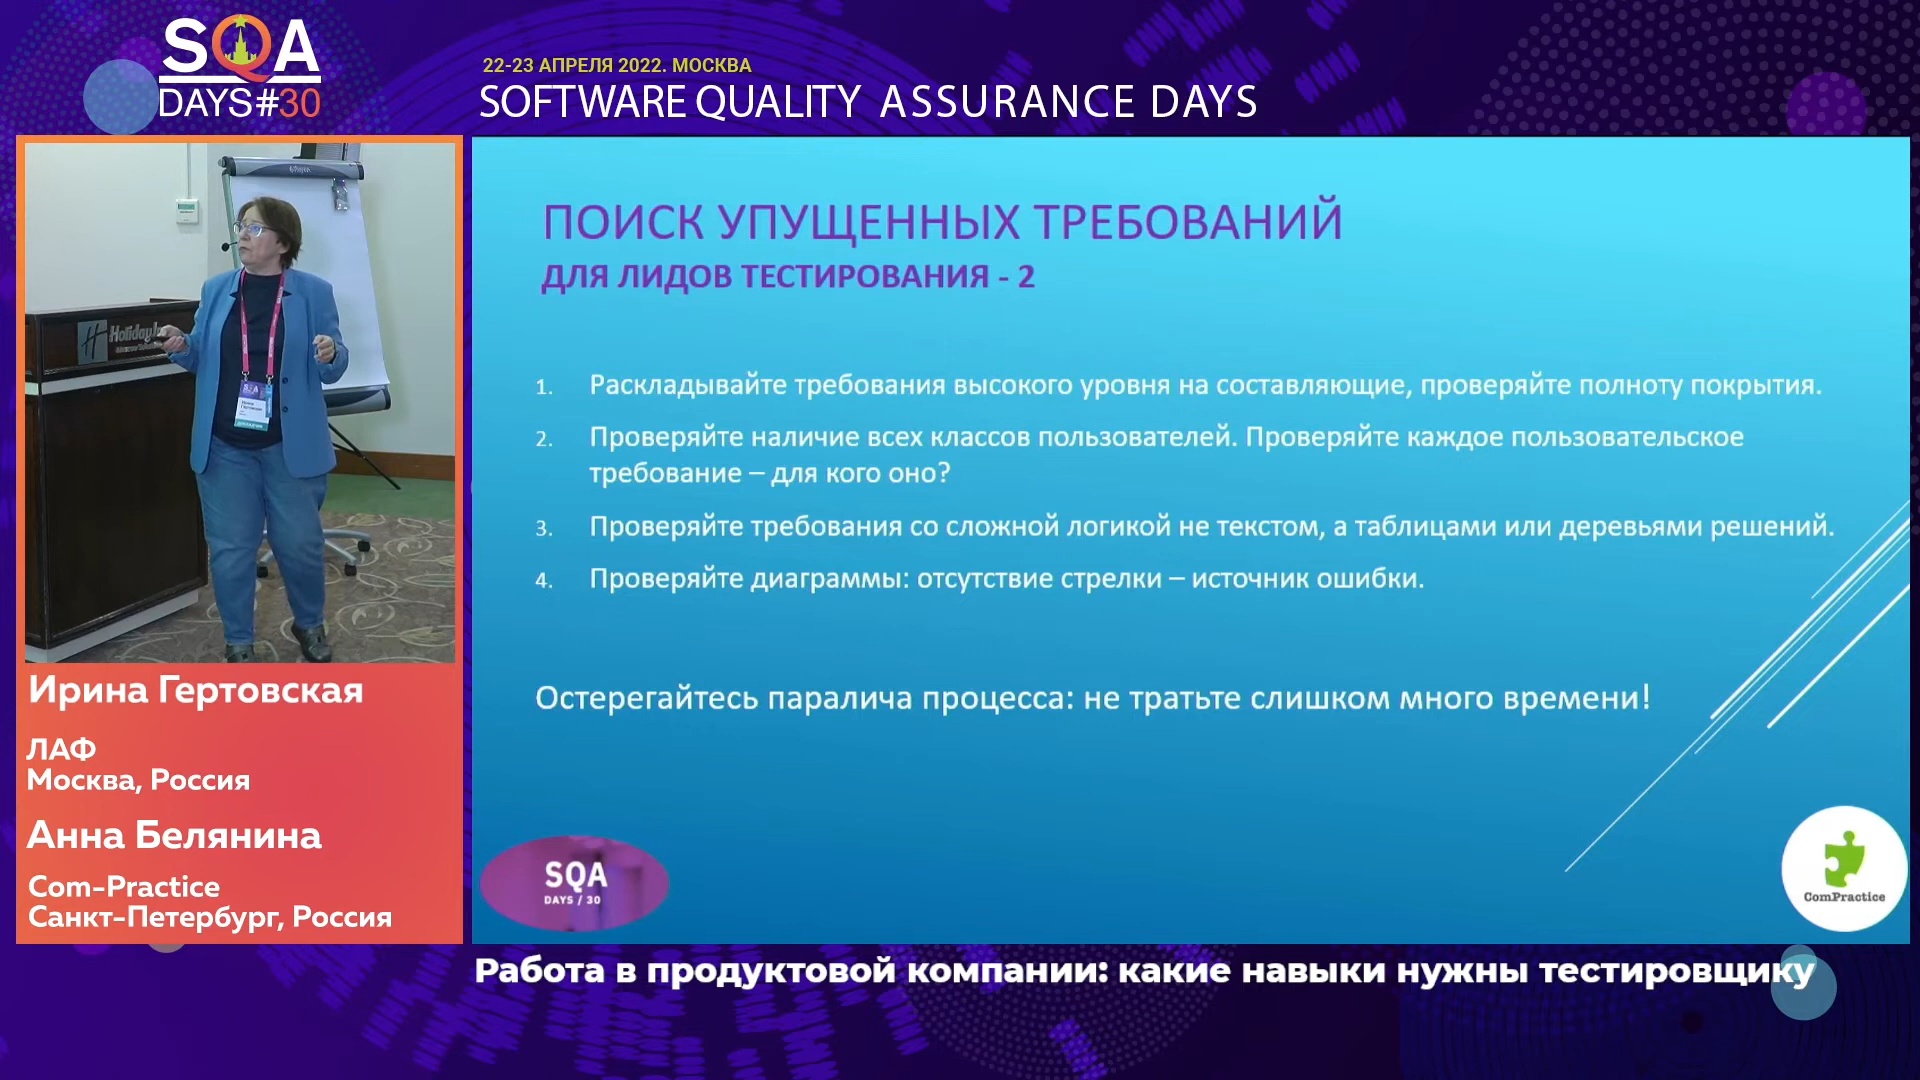 SQA
DAYS#30
22-23 АПРЕЛЯ 2022. МОСКВА
SOFTWARE QUALITY ASSURANCE DAYS
Holiday
Ирина Гертовская
ЛАФ
Москва, Россия
Анна Белянина
Com-Practice
Санкт-Петербург, Россия
ПОИСК УПУЩЕННЫХ ТРЕБОВАНИЙ
ДЛЯ ЛИДОВ ТЕСТИРОВАНИЯ - 2
1. Раскладывайте требования высокого уровня на составляющие, проверяйте полноту покрытия.
2. Проверяйте наличие всех классов пользователей. Проверяйте каждое пользовательское
требование – для кого оно?
3. Проверяйте требования со сложной логикой не текстом, а таблицами или деревьями решений.
4. Проверяйте диаграммы: отсутствие стрелки – источник ошибки.
Остерегайтесь паралича процесса: не тратьте слишком много времени!
SQA
DAYS / 30
ComPractice
Работа в продуктовой компании: какие навыки нужны тестировщику